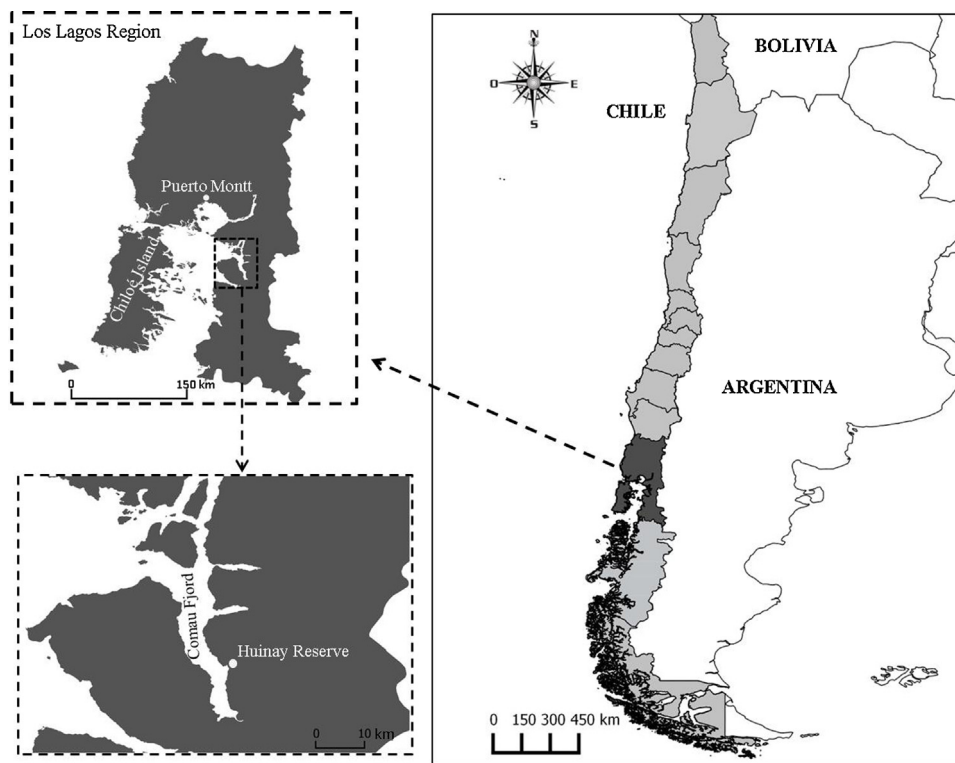 Los Lagos Region
Puerto Montt
Chiloé Island
0 150 km
Comau Fjord
Huinay Reserve
0 10 km
N
O E
S
BOLIVIA
CHILE
ARGENTINA
0 150 300 450 km